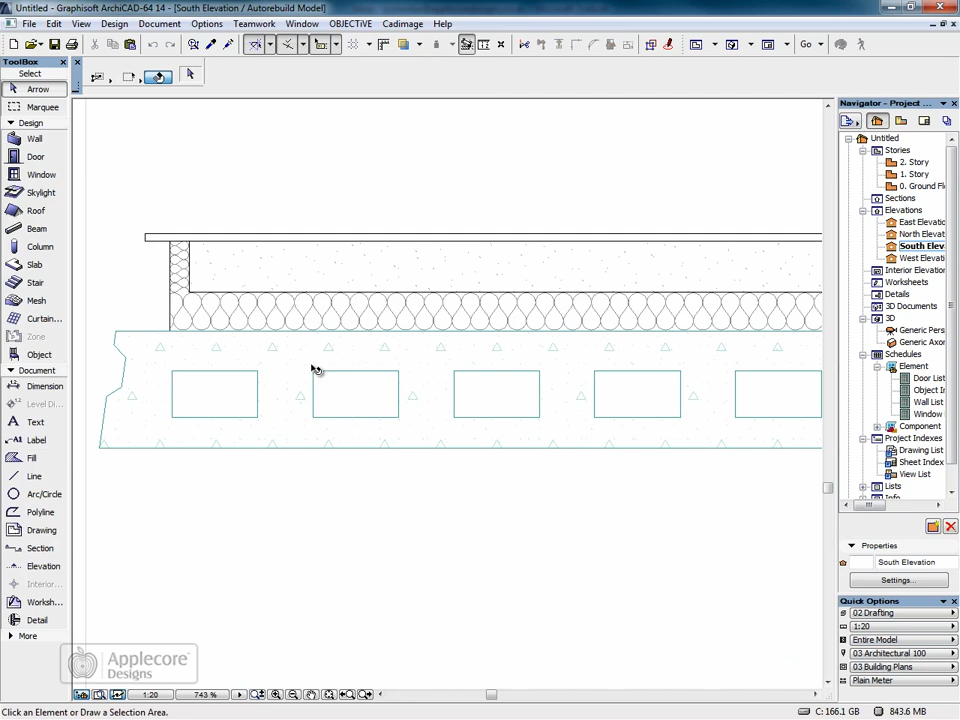 Untitled - Graphisoft ArchiCAD-64 14 - [South Elevation / Autorebuild Model]
File Edit View Design Document Options Teamwork Window OBJECTiVE Cadimage Help
Go
ToolBox
Select
Arrow
Marquee
Design
Wall
Door
Window
Skylight
Roof
Beam
Column
Slab
Stair
Mesh
Curtain...
Zone
Object
Document
Dimension
Level Di...
Text
Label
Fill
Line
Arc/Circle
Polyline
Drawing
Section
Elevation
Interior...
Worksh...
Detail
More
Navigator - Project ...
Untitled
Stories
2. Story
1. Story
0. Ground Fl
Sections
Elevations
East Elevatio
North Elevat
South Elev
West Elevati
Interior Elevation
Worksheets
Details
3D Documents
3D
Generic Pers
Generic Axor
Schedules
Element
Door List
Object I
Wall List
Window
Component
Project Indexes
Drawing List
Sheet Index
View List
Lists
Info
Properties
South Elevation
Settings...
Quick Options
02 Drafting
1:20
Entire Model
03 Architectural 100
03 Building Plans
Plain Meter
Applecore
Designs
1:20
743 %
Click an Element or Draw a Selection Area.
C: 166.1 GB
843.6 MB